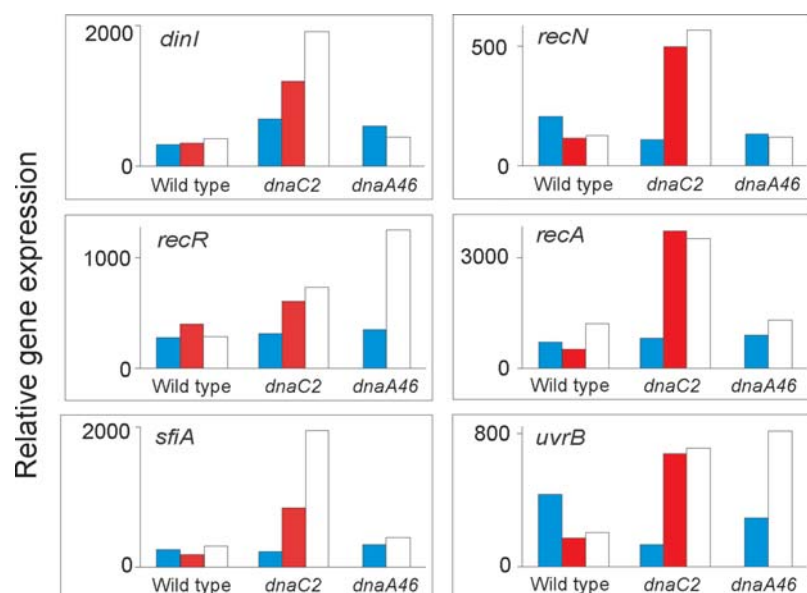 Relative gene expression
2000
dinI
0
Wild type dnaC2 dnaA46
500
recN
0
Wild type dnaC2 dnaA46
1000
recR
0
Wild type dnaC2 dnaA46
3000
recA
0
Wild type dnaC2 dnaA46
2000
sfiA
0
Wild type dnaC2 dnaA46
800
uvrB
0
Wild type dnaC2 dnaA46